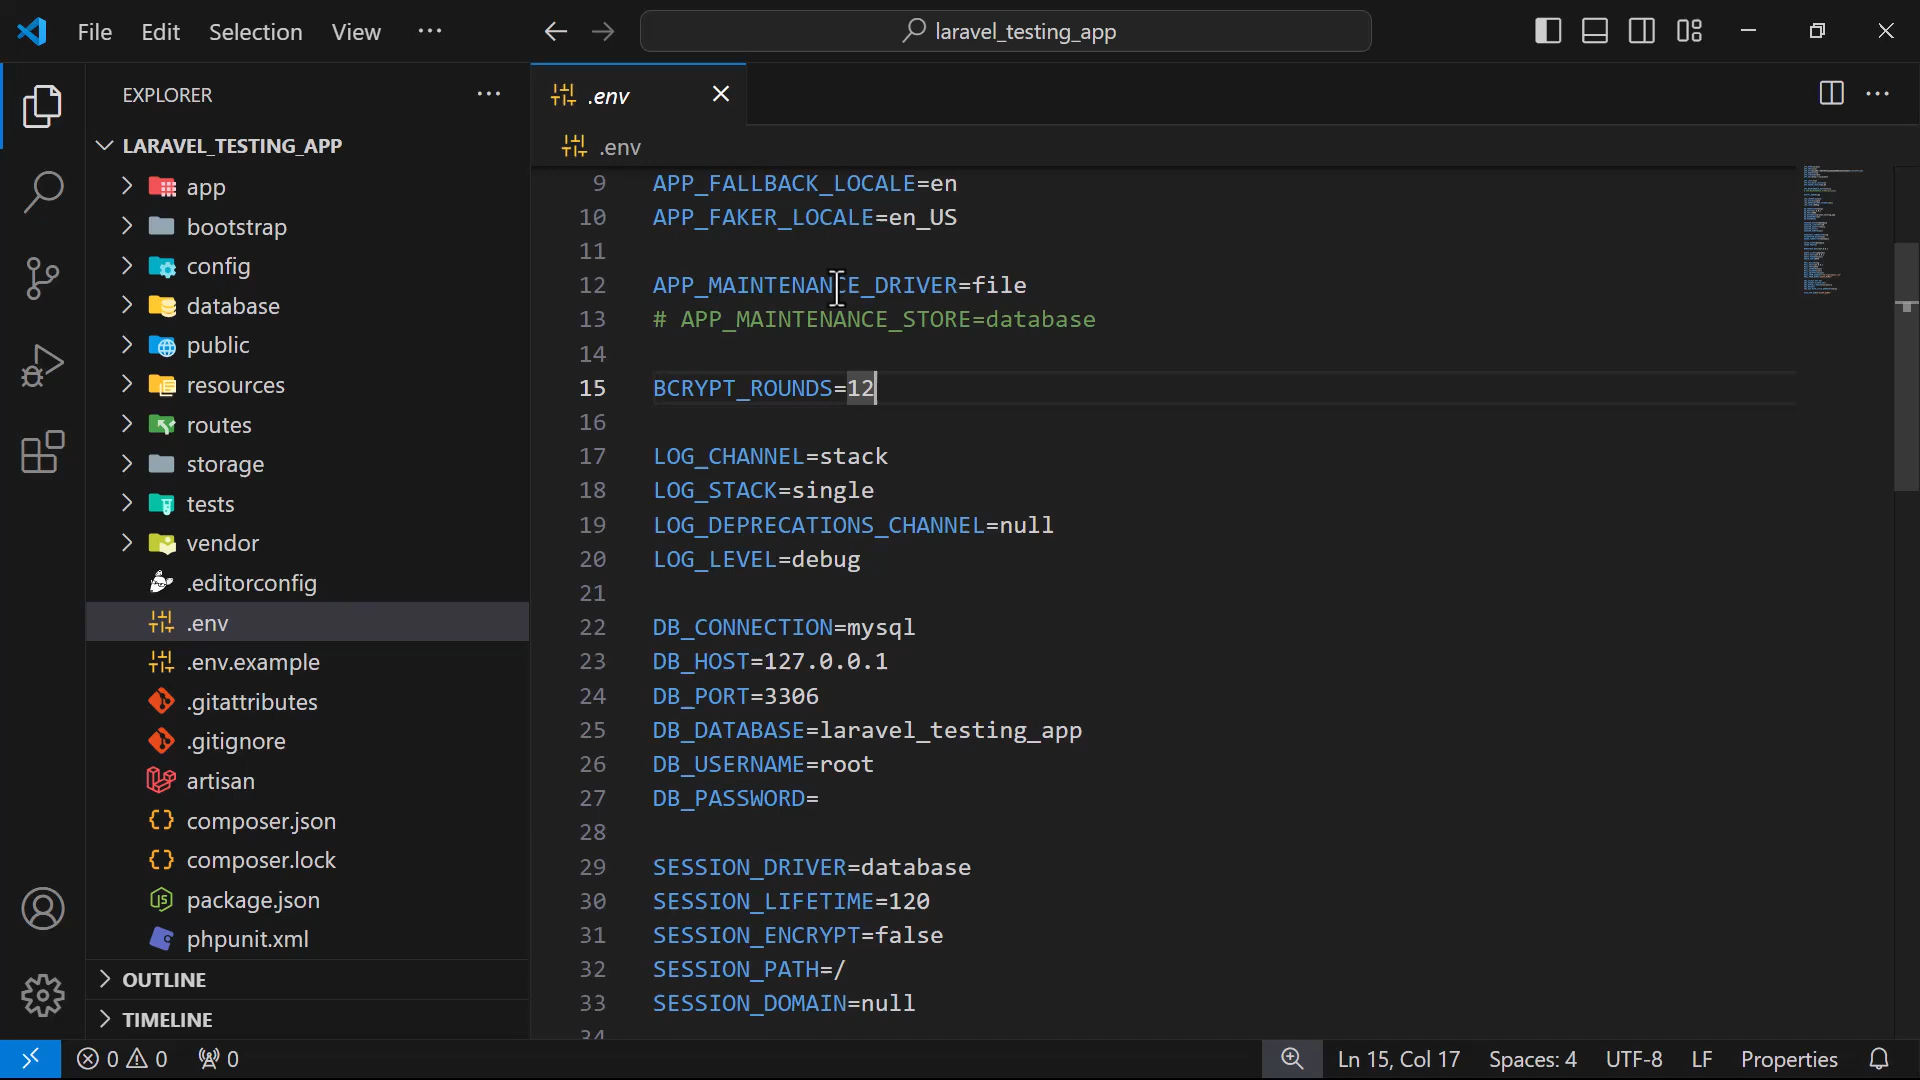 File Edit Selection View ... laravel_testing_app
EXPLORER ...
LARAVEL_TESTING_APP
app
bootstrap
config
database
public
resources
routes
storage
tests
vendor
.editorconfig
.env
.env.example
.gitattributes
.gitignore
artisan
composer.json
composer.lock
package.json
phpunit.xml
OUTLINE
TIMELINE
.env
.env
9 APP_FALLBACK_LOCALE=en
10 APP_FAKER_LOCALE=en_US
11
12 APP_MAINTENANCE_DRIVER=file
13 # APP_MAINTENANCE_STORE=database
14
15 BCRYPT_ROUNDS=12
16
17 LOG_CHANNEL=stack
18 LOG_STACK=single
19 LOG_DEPRECATIONS_CHANNEL=null
20 LOG_LEVEL=debug
21
22 DB_CONNECTION=mysql
23 DB_HOST=127.0.0.1
24 DB_PORT=3306
25 DB_DATABASE=laravel_testing_app
26 DB_USERNAME=root
27 DB_PASSWORD=
28
29 SESSION_DRIVER=database
30 SESSION_LIFETIME=120
31 SESSION_ENCRYPT=false
32 SESSION_PATH=/
33 SESSION_DOMAIN=null
34
0 0 0 Ln 15, Col 17 Spaces: 4 UTF-8 LF Properties